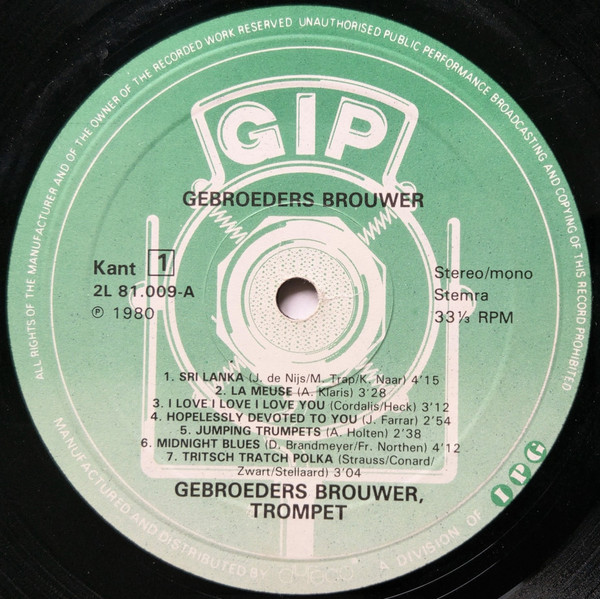 ALL RIGHTS OF THE MANUFACTURER AND OF THE OWNER OF THE RECORDED WORK RESERVED UNAUTHORISED PUBLIC PERFORMANCE BROADCASTING AND COPYING OF THIS RECORD PROHIBITED
GIP
GEBROEDERS BROUWER
Kant 1
2L 81.009-A
℗ 1980
Stereo/mono
Stemra
33⅓ RPM
1. SRI LANKA (J. de Nijs/M. Trap/K. Naar) 4'15
2. LA MEUSE (A. Klaris) 3'28
3. I LOVE I LOVE I LOVE YOU (Cordalis/Heck) 3'12
4. HOPELESSLY DEVOTED TO YOU (J. Farrar) 2'54
5. JUMPING TRUMPETS (A. Holten) 2'38
6. MIDNIGHT BLUES (D. Brandmeyer/Fr. Northen) 4'12
7. TRITSCH TRATCH POLKA (Strauss/Conard/
Zwart/Stellaard) 3'04
GEBROEDERS BROUWER,
TROMPET
MANUFACTURED AND DISTRIBUTED BY A DIVISION OF IPG